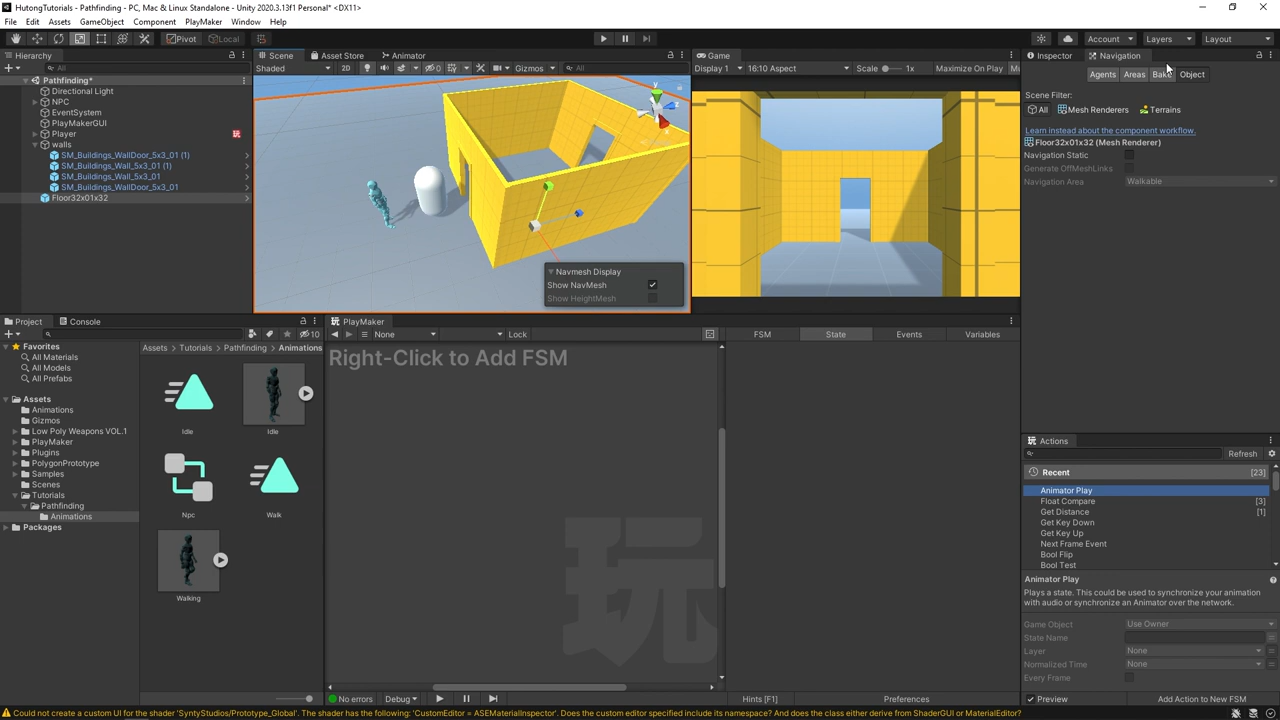 HutongTutorials - Pathfinding - PC, Mac & Linux Standalone - Unity 2020.3.13f1 Personal* <DX11>
File Edit Assets GameObject Component PlayMaker Window Help
Pivot Local Account Layers Layout
Hierarchy
All
Pathfinding*
Directional Light
NPC
EventSystem
PlayMakerGUI
Player
walls
SM_Buildings_WallDoor_5x3_01 (1)
SM_Buildings_Wall_5x3_01 (1)
SM_Buildings_Wall_5x3_01
SM_Buildings_WallDoor_5x3_01
Floor32x01x32
Scene Asset Store Animator
Shaded 2D 0 Gizmos All
y
z
x
Navmesh Display
Show NavMesh
Show HeightMesh
Game
Display 1 16:10 Aspect Scale 1x Maximize On Play
Inspector Navigation
Agents Areas Bake Object
Scene Filter:
All Mesh Renderers Terrains
Learn instead about the component workflow.
Floor32x01x32 (Mesh Renderer)
Navigation Static
Generate OffMeshLinks
Navigation Area Walkable
Project Console
10
Favorites
All Materials
All Models
All Prefabs
Assets
Animations
Gizmos
Low Poly Weapons VOL.1
PlayMaker
Plugins
PolygonPrototype
Samples
Scenes
Tutorials
Pathfinding
Animations
Packages
Assets Tutorials Pathfinding Animations
Idle Idle
Npc Walk
Walking
PlayMaker
None Lock
FSM State Events Variables
Right-Click to Add FSM
玩
No errors Debug Hints [F1] Preferences
Actions
Refresh
Recent [23]
Animator Play
Float Compare [3]
Get Distance [1]
Get Key Down
Get Key Up
Next Frame Event
Bool Flip
Bool Test
Animator Play
Plays a state. This could be used to synchronize your animation
with audio or synchronize an Animator over the network.
Game Object Use Owner
State Name
Layer None
Normalized Time None
Every Frame
Preview Add Action to New FSM
Could not create a custom UI for the shader 'SyntyStudios/Prototype_Global'. The shader has the following: 'CustomEditor = ASEMaterialInspector'. Does the custom editor specified include its namespace? And does the class either derive from ShaderGUI or MaterialEditor?